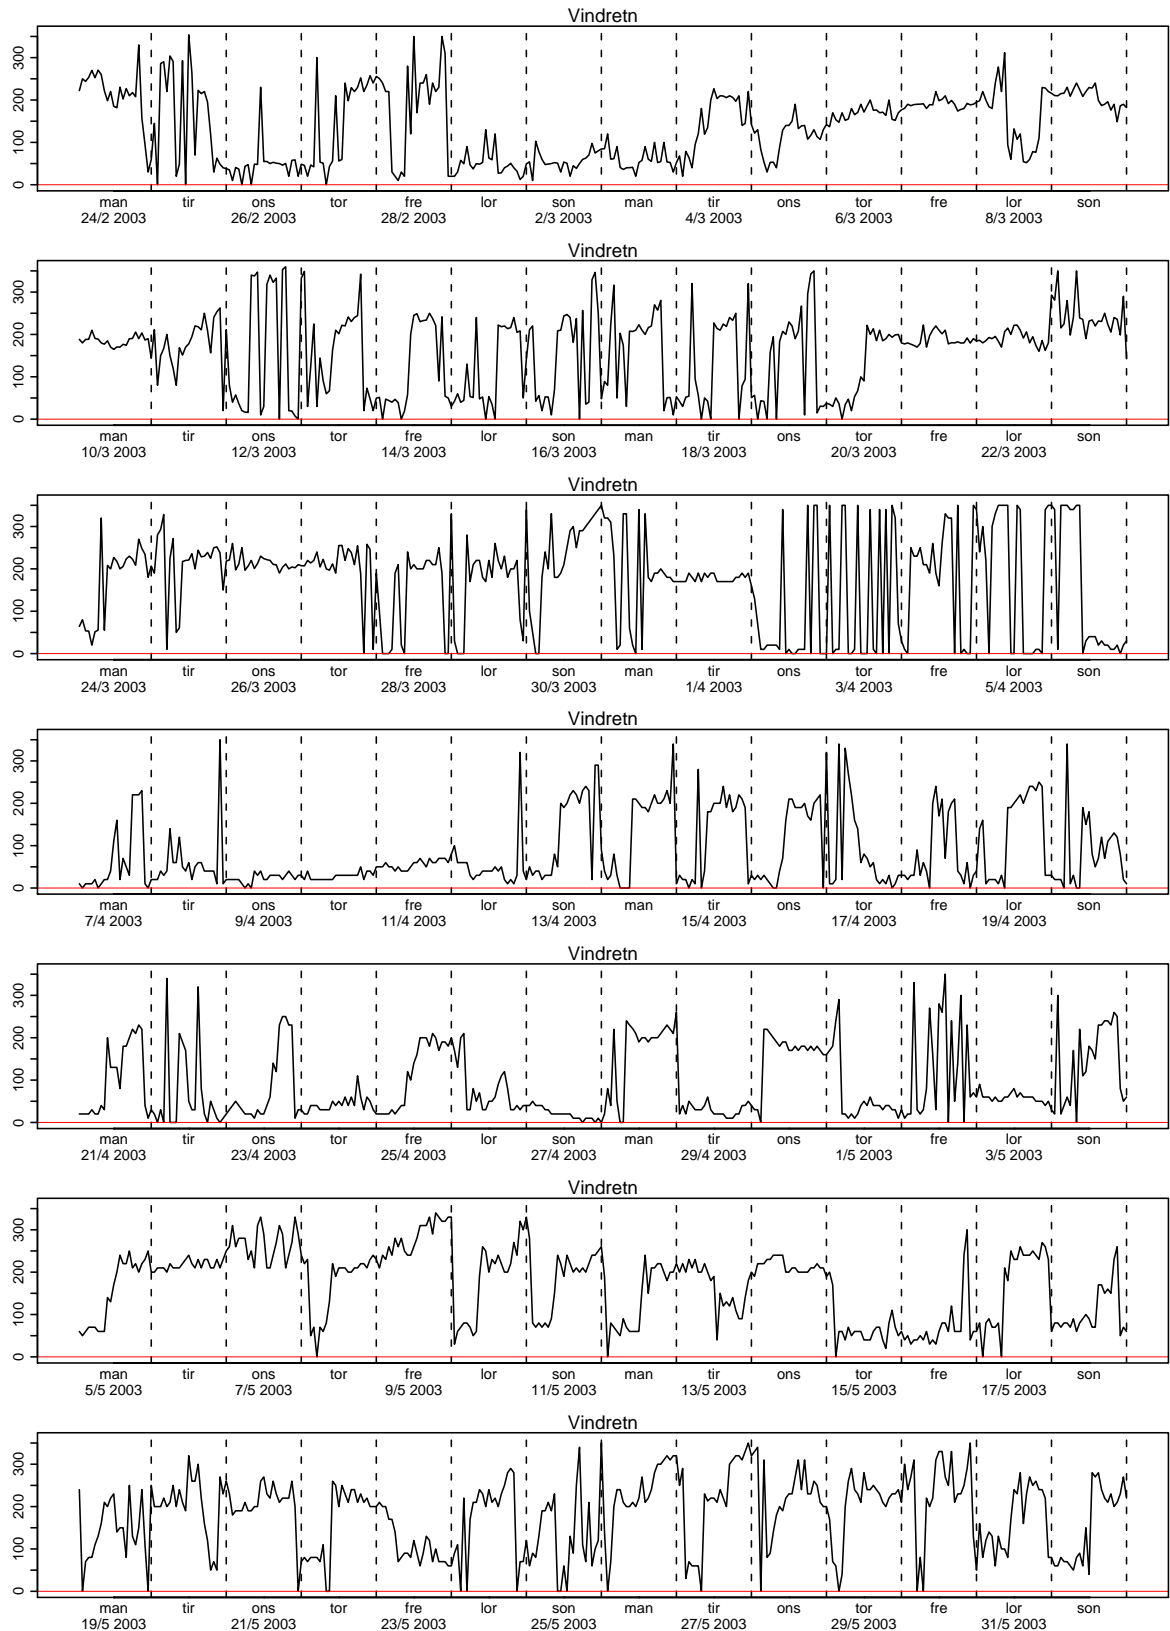 Vindretn
0 100 200 300
man tir ons tor fre lor son man tir ons tor fre lor son
24/2 2003 26/2 2003 28/2 2003 2/3 2003 4/3 2003 6/3 2003 8/3 2003
Vindretn
0 100 200 300
man tir ons tor fre lor son man tir ons tor fre lor son
10/3 2003 12/3 2003 14/3 2003 16/3 2003 18/3 2003 20/3 2003 22/3 2003
Vindretn
0 100 200 300
man tir ons tor fre lor son man tir ons tor fre lor son
24/3 2003 26/3 2003 28/3 2003 30/3 2003 1/4 2003 3/4 2003 5/4 2003
Vindretn
0 100 200 300
man tir ons tor fre lor son man tir ons tor fre lor son
7/4 2003 9/4 2003 11/4 2003 13/4 2003 15/4 2003 17/4 2003 19/4 2003
Vindretn
0 100 200 300
man tir ons tor fre lor son man tir ons tor fre lor son
21/4 2003 23/4 2003 25/4 2003 27/4 2003 29/4 2003 1/5 2003 3/5 2003
Vindretn
0 100 200 300
man tir ons tor fre lor son man tir ons tor fre lor son
5/5 2003 7/5 2003 9/5 2003 11/5 2003 13/5 2003 15/5 2003 17/5 2003
Vindretn
0 100 200 300
man tir ons tor fre lor son man tir ons tor fre lor son
19/5 2003 21/5 2003 23/5 2003 25/5 2003 27/5 2003 29/5 2003 31/5 2003